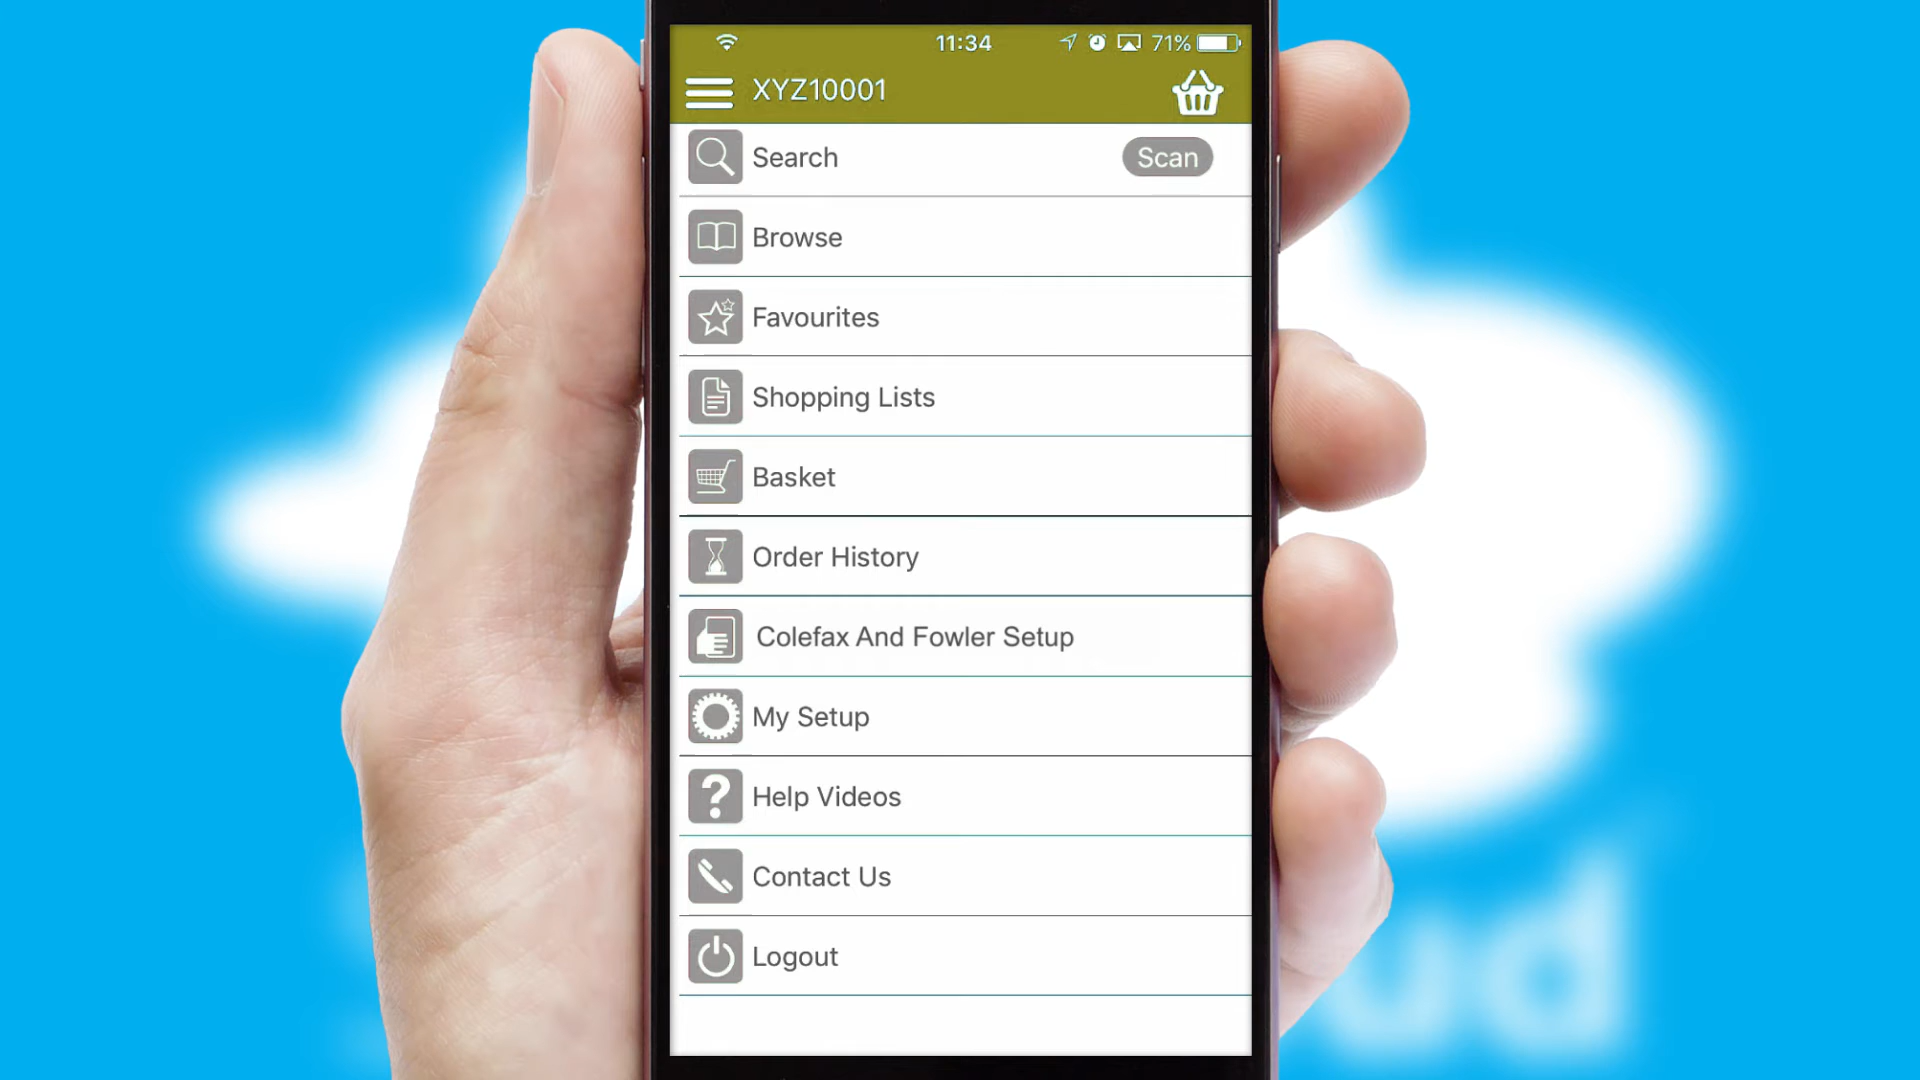 11:34 71%
XYZ10001
Search Scan
Browse
Favourites
Shopping Lists
Basket
Order History
Colefax And Fowler Setup
My Setup
Help Videos
Contact Us
Logout